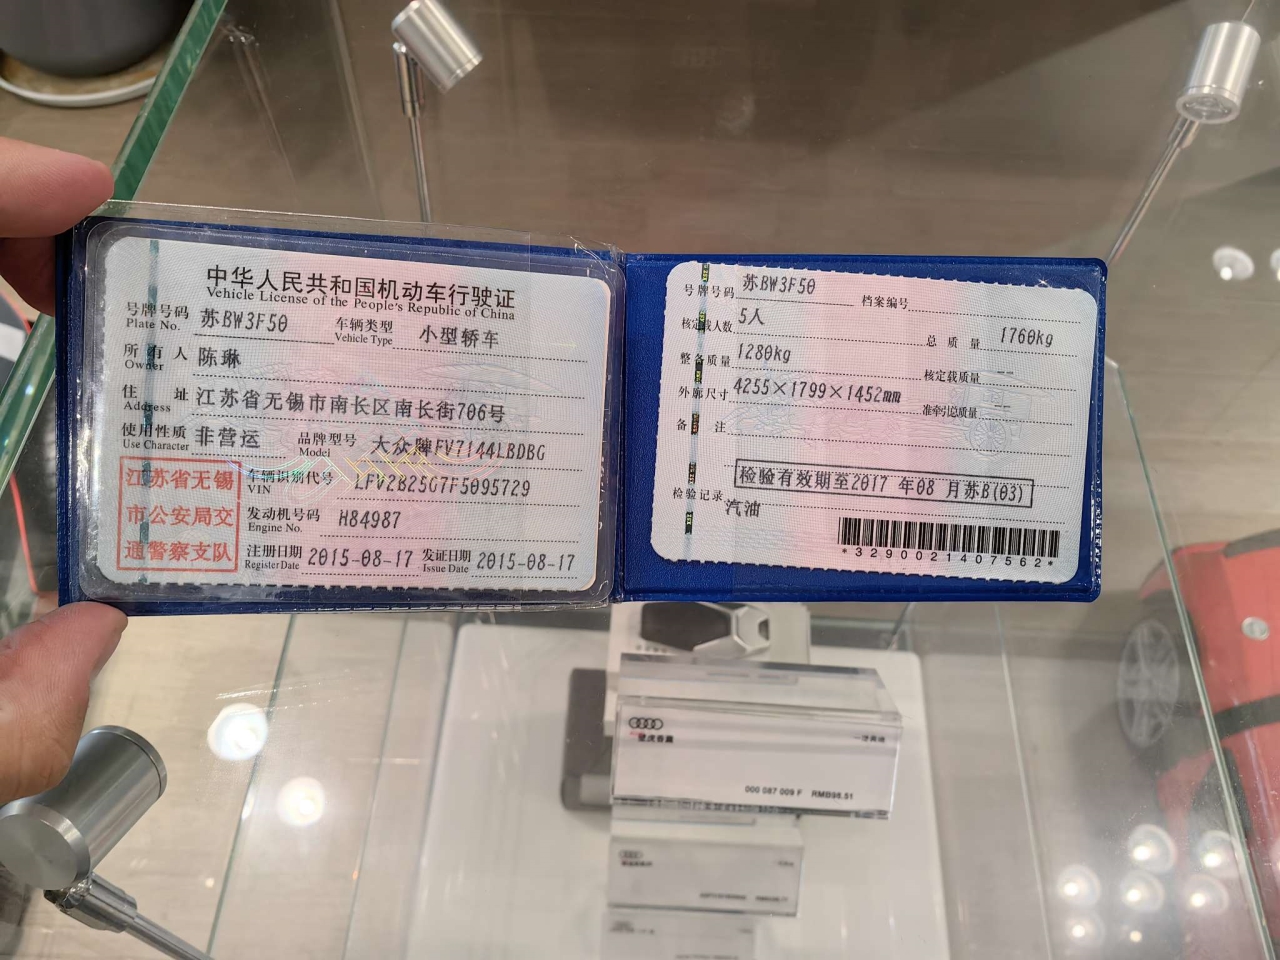 中华人民共和国机动车行驶证
Vehicle License of the People's Republic of China
号牌号码 苏BW3F50 车辆类型 小型轿车
Plate No. Vehicle Type
所有人 陈琳
Owner
住址 江苏省无锡市南长区南长街706号
Address
使用性质 非营运 品牌型号 大众牌FV7144LBDBG
Use Character Model
江苏省无锡
市公安局交
通警察支队
车辆识别代号 LFV2B25G7F5095729
VIN
发动机号码 H84987
Engine No.
注册日期 2015-08-17 发证日期 2015-08-17
Register Date Issue Date
号牌号码 苏BW3F50 档案编号
核定载人数 5人 总质量 1760kg
整备质量 1280kg 核定载质量 --
外廓尺寸 4255×1799×1452mm 准牵引总质量 --
备注
检验有效期至2017 年08 月苏B(03)
检验记录 汽油
*3290021407562*
000 087 009 F RMB98.51